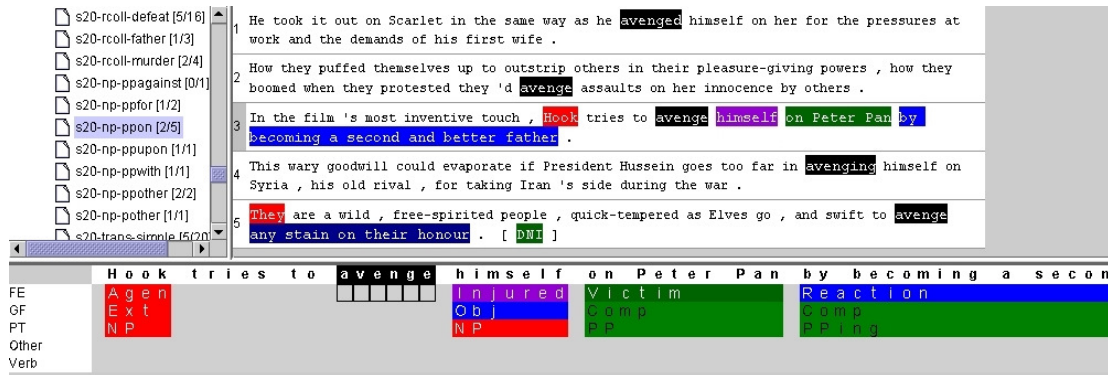 s20-rcoll-defeat [5/16]
s20-rcoll-father [1/3]
s20-rcoll-murder [2/4]
s20-np-ppagainst [0/1]
s20-np-ppfor [1/2]
s20-np-ppon [2/5]
s20-np-ppupon [1/1]
s20-np-ppwith [1/1]
s20-np-ppother [2/2]
s20-np-pother [1/1]
s20-trans-simple [5/20]
1 He took it out on Scarlet in the same way as he avenged himself on her for the pressures at
work and the demands of his first wife .
2 How they puffed themselves up to outstrip others in their pleasure-giving powers , how they
boomed when they protested they 'd avenge assaults on her innocence by others .
3 In the film 's most inventive touch , Hook tries to avenge himself on Peter Pan by
becoming a second and better father .
4 This wary goodwill could evaporate if President Hussein goes too far in avenging himself on
Syria , his old rival , for taking Iran 's side during the war .
5 They are a wild , free-spirited people , quick-tempered as Elves go , and swift to avenge
any stain on their honour . [ DNI ]
Hook tries to avenge himself on Peter Pan by becoming a secon
FE Agen Injured Victim Reaction
GF Ext Obj Comp Comp
PT NP NP PP PPing
Other
Verb